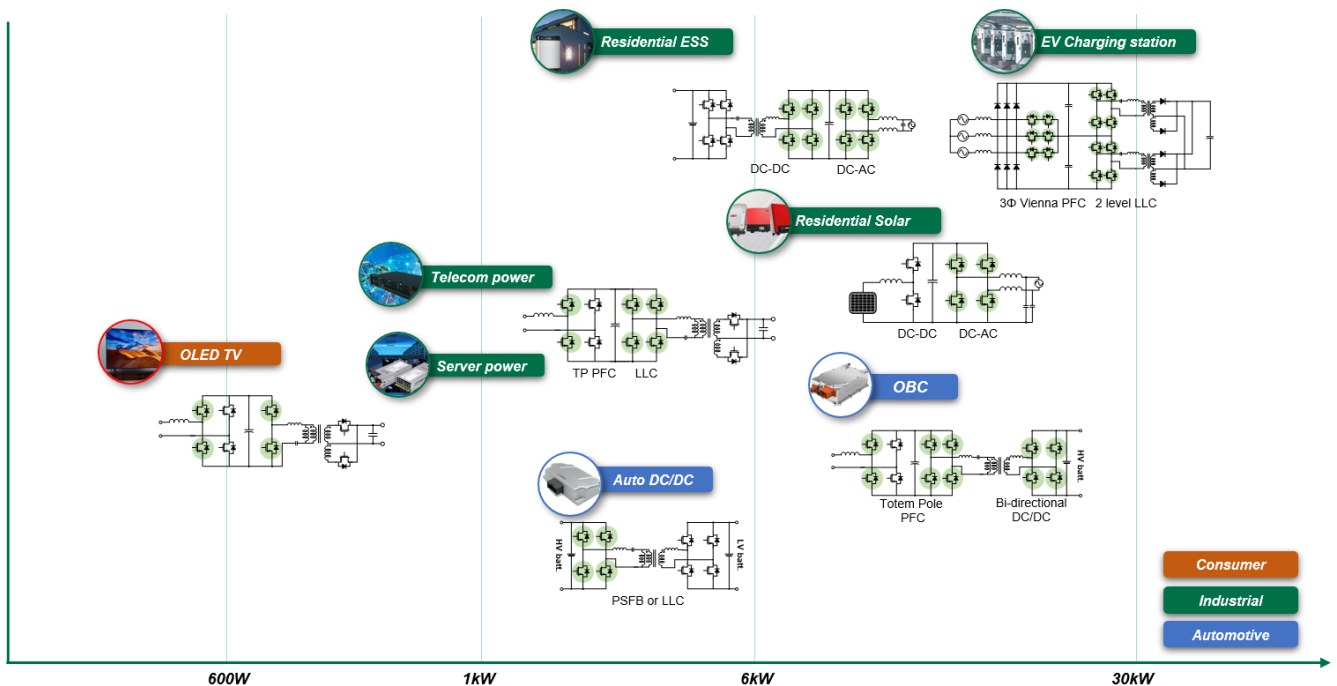 Residential ESS
EV Charging station
DC-DC
DC-AC
3Φ Vienna PFC
2 level LLC
Residential Solar
Telecom power
DC-DC
DC-AC
OLED TV
Server power
TP PFC
LLC
OBC
HV batt.
Totem Pole
PFC
Bi-directional
DC/DC
Auto DC/DC
HV batt.
LV batt.
PSFB or LLC
Consumer
Industrial
Automotive
600W
1kW
6kW
30kW